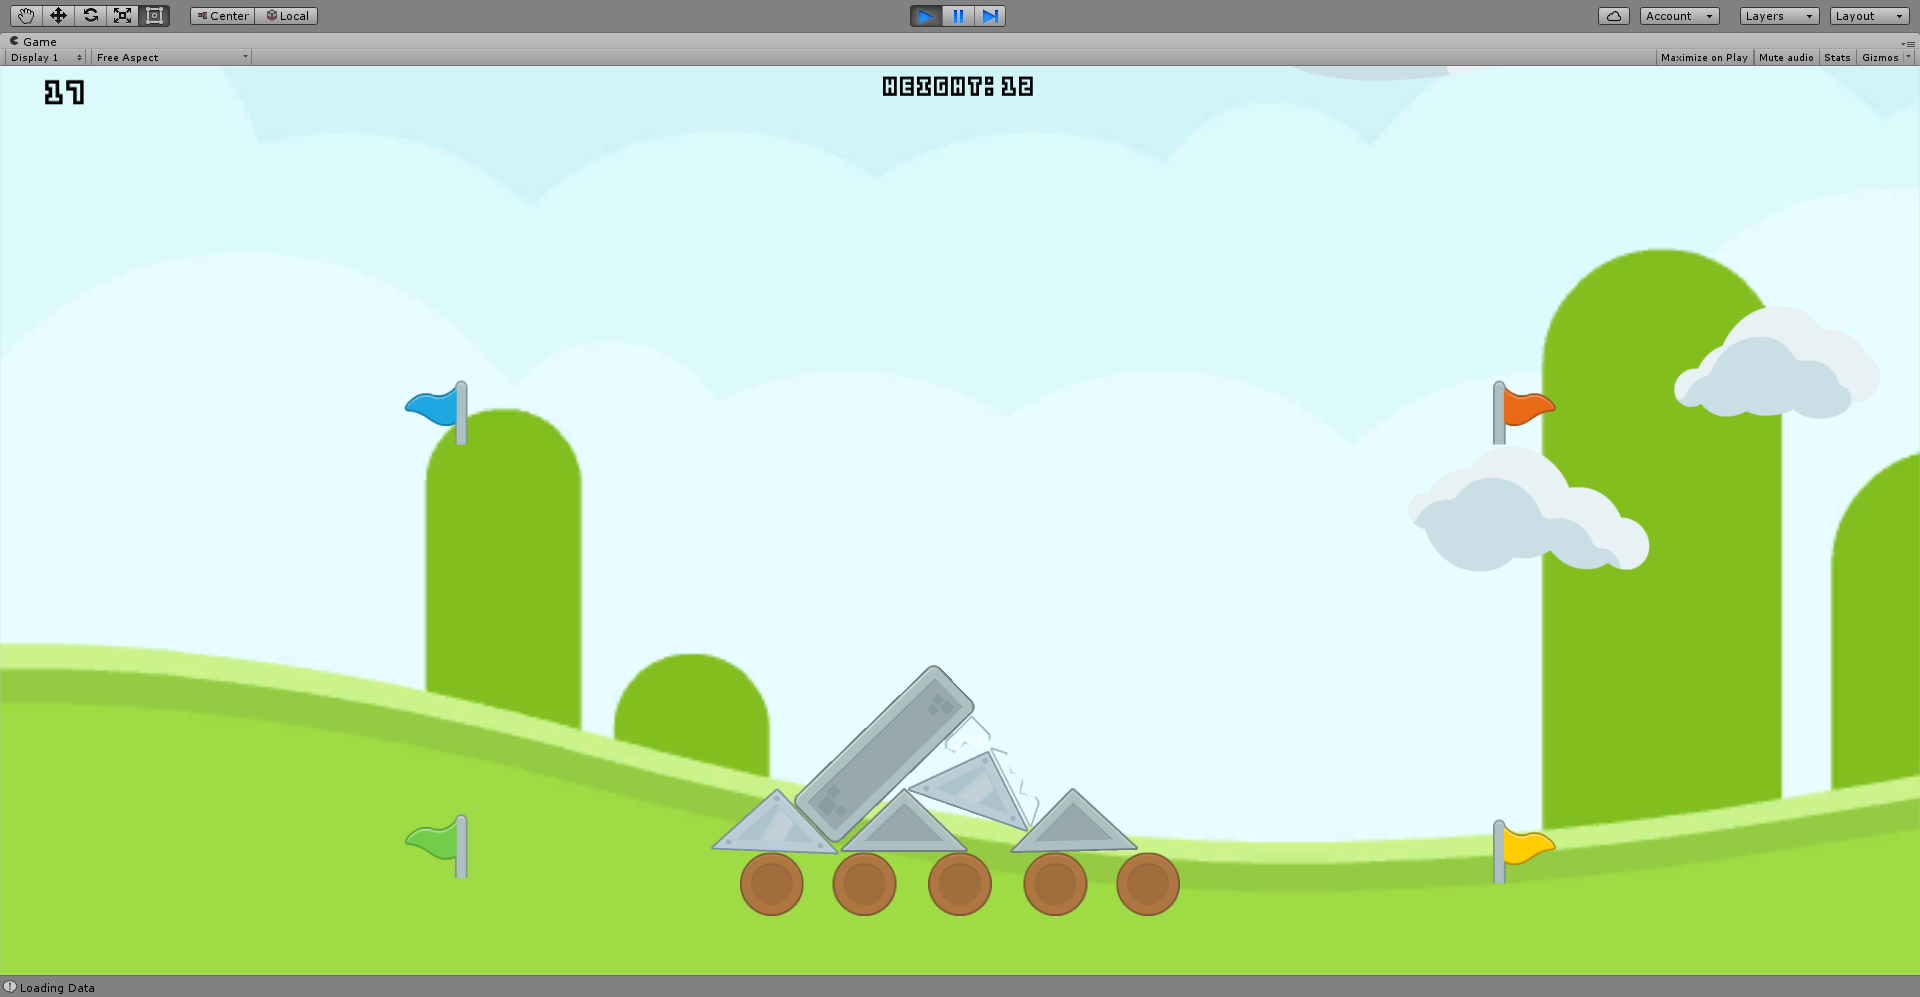 Center Local Account Layers Layout
Game
Display 1 Free Aspect Maximize on Play Mute audio Stats Gizmos
17 HEIGHT: 12
Loading Data